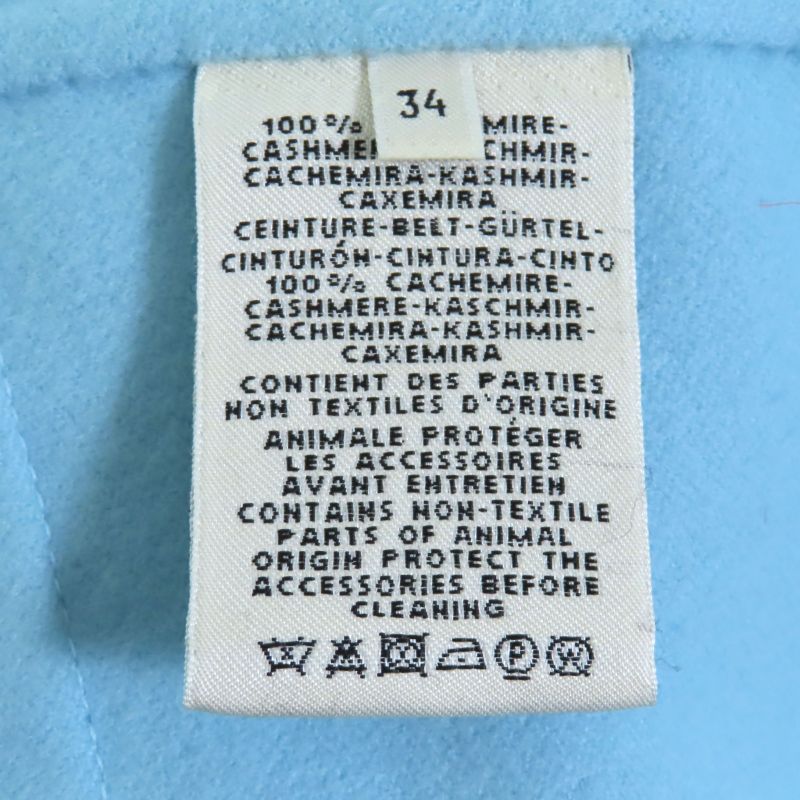 34
100% MIRE-
CASHME CHMIR-
CACHEMIRA-KASHMIR-
CAXEMIRA
CEINTURE-BELT-GÜRTEL-
CINTURÓN-CINTURA-CINTO
100% CACHEMIRE-
CASHMERE-KASCHMIR-
CACHEMIRA-KASHMIR-
CAXEMIRA
CONTIENT DES PARTIES
NON TEXTILES D'ORIGINE
ANIMALE PROTÉGER
LES ACCESSOIRES
AVANT ENTRETIEN
CONTAINS NON-TEXTILE
PARTS OF ANIMAL
ORIGIN PROTECT THE
ACCESSORIES BEFORE
CLEANING
P W